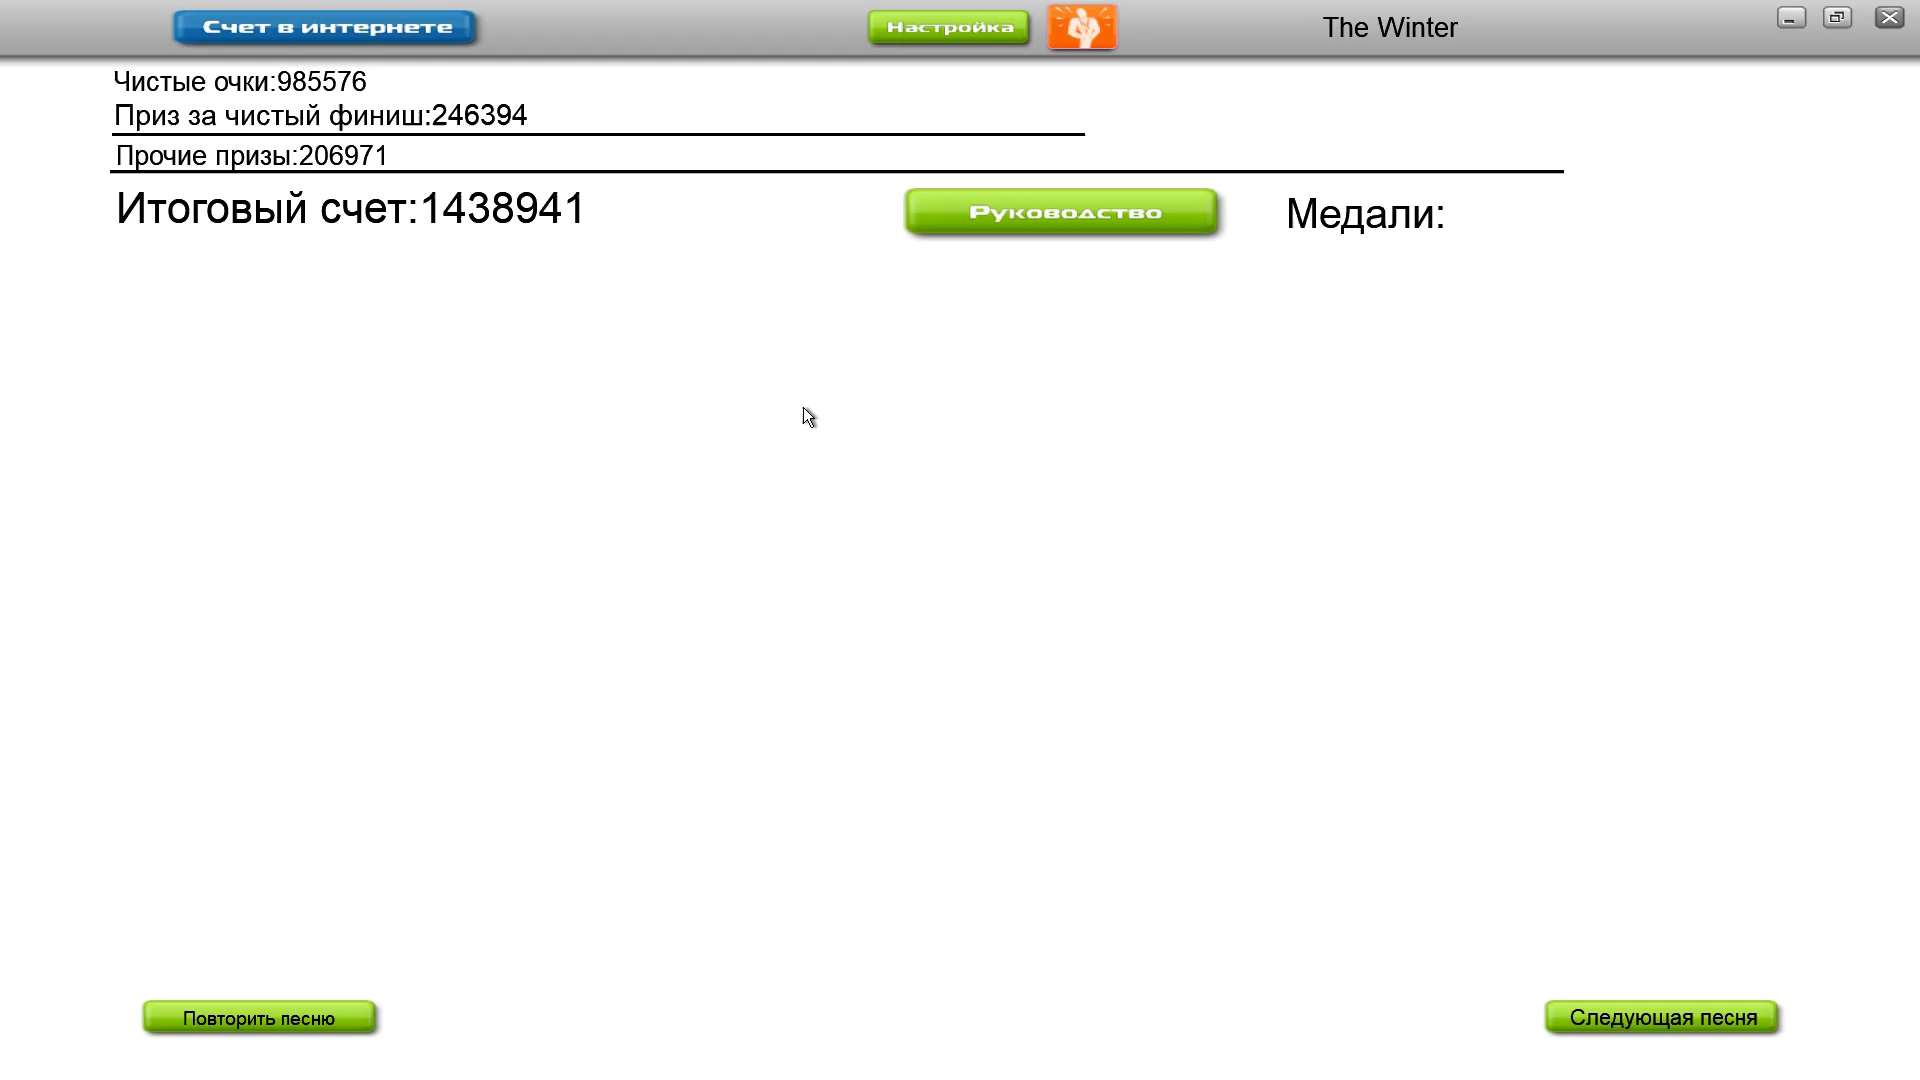 Счет в интернете
Настройка
The Winter
Чистые очки:985576
Приз за чистый финиш:246394
Прочие призы:206971
Итоговый счет:1438941
Руководство
Медали:
Повторить песню
Следующая песня